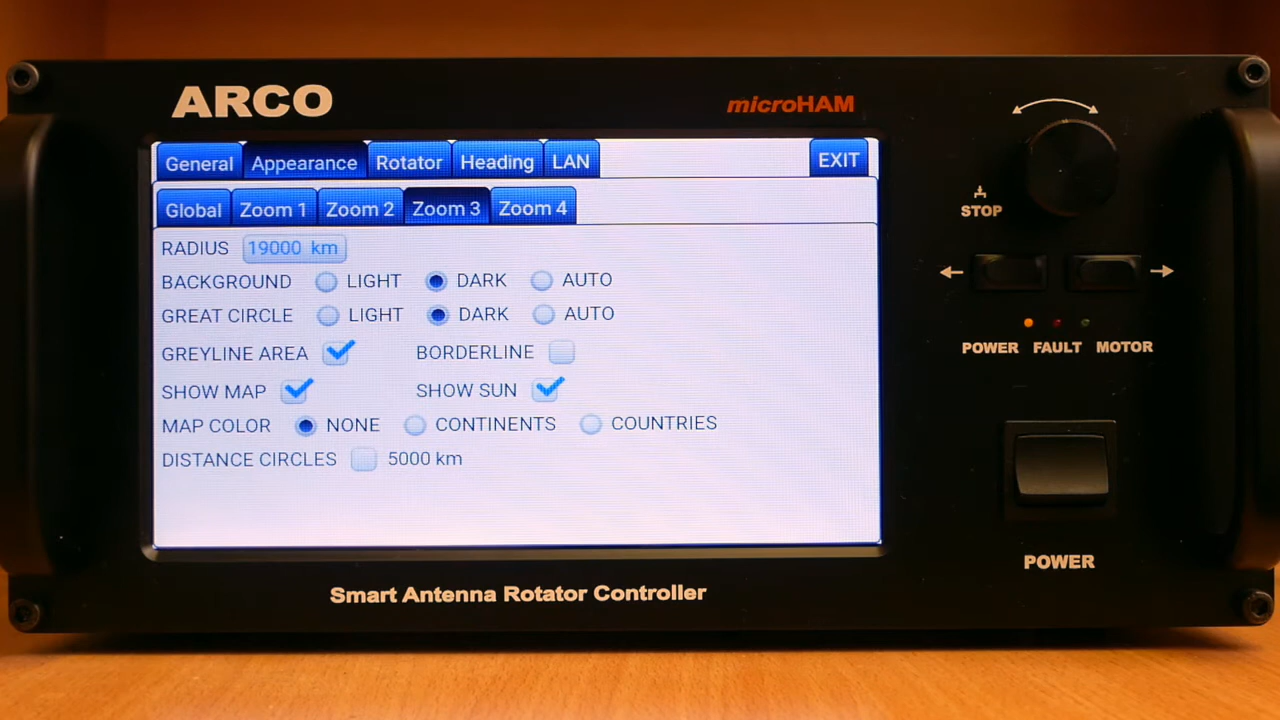 ARCO
microHAM
General Appearance Rotator Heading LAN EXIT
Global Zoom 1 Zoom 2 Zoom 3 Zoom 4
RADIUS 19000 km
BACKGROUND LIGHT DARK AUTO
GREAT CIRCLE LIGHT DARK AUTO
GREYLINE AREA BORDERLINE
SHOW MAP SHOW SUN
MAP COLOR NONE CONTINENTS COUNTRIES
DISTANCE CIRCLES 5000 km
STOP
POWER FAULT MOTOR
POWER
Smart Antenna Rotator Controller